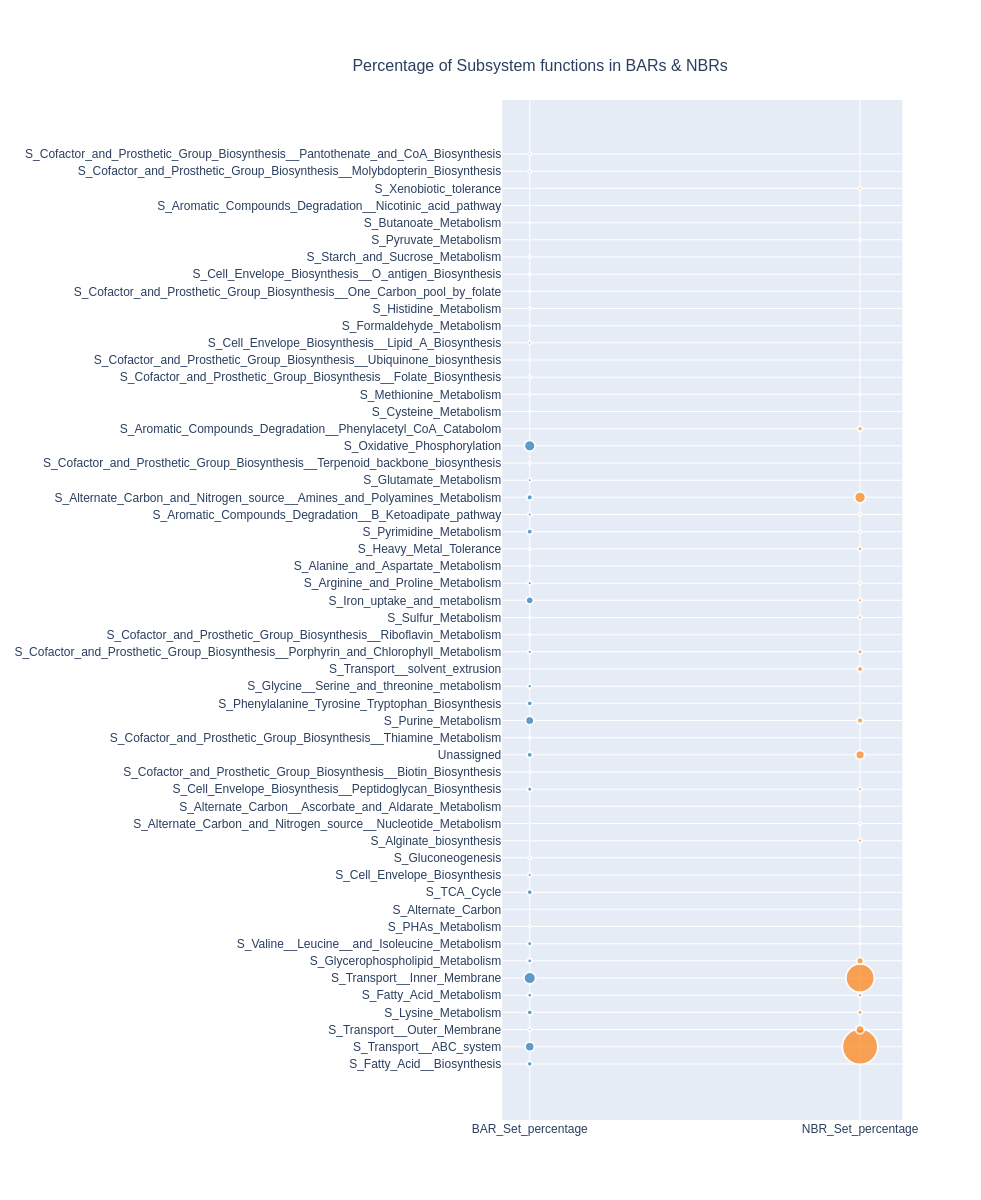 Percentage of Subsystem functions in BARs & NBRs
S_Cofactor_and_Prosthetic_Group_Biosynthesis__Pantothenate_and_CoA_Biosynthesis
S_Cofactor_and_Prosthetic_Group_Biosynthesis__Molybdopterin_Biosynthesis
S_Xenobiotic_tolerance
S_Aromatic_Compounds_Degradation__Nicotinic_acid_pathway
S_Butanoate_Metabolism
S_Pyruvate_Metabolism
S_Starch_and_Sucrose_Metabolism
S_Cell_Envelope_Biosynthesis__O_antigen_Biosynthesis
S_Cofactor_and_Prosthetic_Group_Biosynthesis__One_Carbon_pool_by_folate
S_Histidine_Metabolism
S_Formaldehyde_Metabolism
S_Cell_Envelope_Biosynthesis__Lipid_A_Biosynthesis
S_Cofactor_and_Prosthetic_Group_Biosynthesis__Ubiquinone_biosynthesis
S_Cofactor_and_Prosthetic_Group_Biosynthesis__Folate_Biosynthesis
S_Methionine_Metabolism
S_Cysteine_Metabolism
S_Aromatic_Compounds_Degradation__Phenylacetyl_CoA_Catabolom
S_Oxidative_Phosphorylation
S_Cofactor_and_Prosthetic_Group_Biosynthesis__Terpenoid_backbone_biosynthesis
S_Glutamate_Metabolism
S_Alternate_Carbon_and_Nitrogen_source__Amines_and_Polyamines_Metabolism
S_Aromatic_Compounds_Degradation__B_Ketoadipate_pathway
S_Pyrimidine_Metabolism
S_Heavy_Metal_Tolerance
S_Alanine_and_Aspartate_Metabolism
S_Arginine_and_Proline_Metabolism
S_Iron_uptake_and_metabolism
S_Sulfur_Metabolism
S_Cofactor_and_Prosthetic_Group_Biosynthesis__Riboflavin_Metabolism
S_Cofactor_and_Prosthetic_Group_Biosynthesis__Porphyrin_and_Chlorophyll_Metabolism
S_Transport__solvent_extrusion
S_Glycine__Serine_and_threonine_metabolism
S_Phenylalanine_Tyrosine_Tryptophan_Biosynthesis
S_Purine_Metabolism
S_Cofactor_and_Prosthetic_Group_Biosynthesis__Thiamine_Metabolism
Unassigned
S_Cofactor_and_Prosthetic_Group_Biosynthesis__Biotin_Biosynthesis
S_Cell_Envelope_Biosynthesis__Peptidoglycan_Biosynthesis
S_Alternate_Carbon__Ascorbate_and_Aldarate_Metabolism
S_Alternate_Carbon_and_Nitrogen_source__Nucleotide_Metabolism
S_Alginate_biosynthesis
S_Gluconeogenesis
S_Cell_Envelope_Biosynthesis
S_TCA_Cycle
S_Alternate_Carbon
S_PHAs_Metabolism
S_Valine__Leucine__and_Isoleucine_Metabolism
S_Glycerophospholipid_Metabolism
S_Transport__Inner_Membrane
S_Fatty_Acid_Metabolism
S_Lysine_Metabolism
S_Transport__Outer_Membrane
S_Transport__ABC_system
S_Fatty_Acid__Biosynthesis
BAR_Set_percentage
NBR_Set_percentage